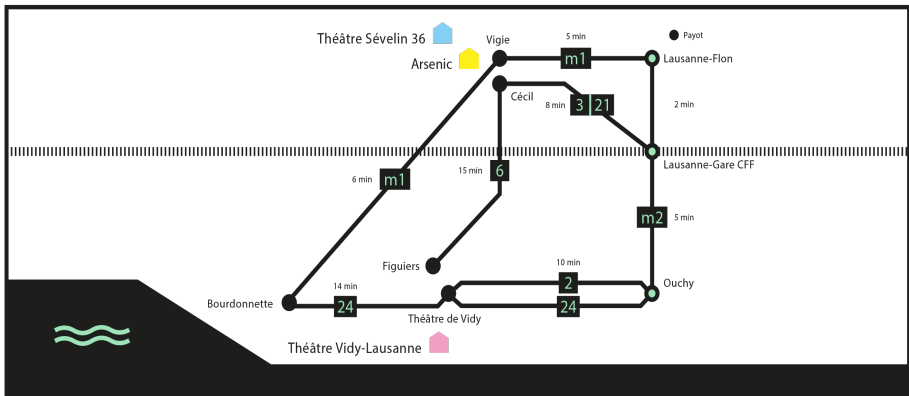 Théâtre Sévelin 36
Vigie
5 min
Payot
Arsenic
m1
Lausanne-Flon
Cécil
8 min
3|21
2 min
Lausanne-Gare CFF
6 min
m1
15 min
6
m2
5 min
Figuiers
10 min
14 min
2
Ouchy
Bourdonnette
24
24
Théâtre de Vidy
Théâtre Vidy-Lausanne